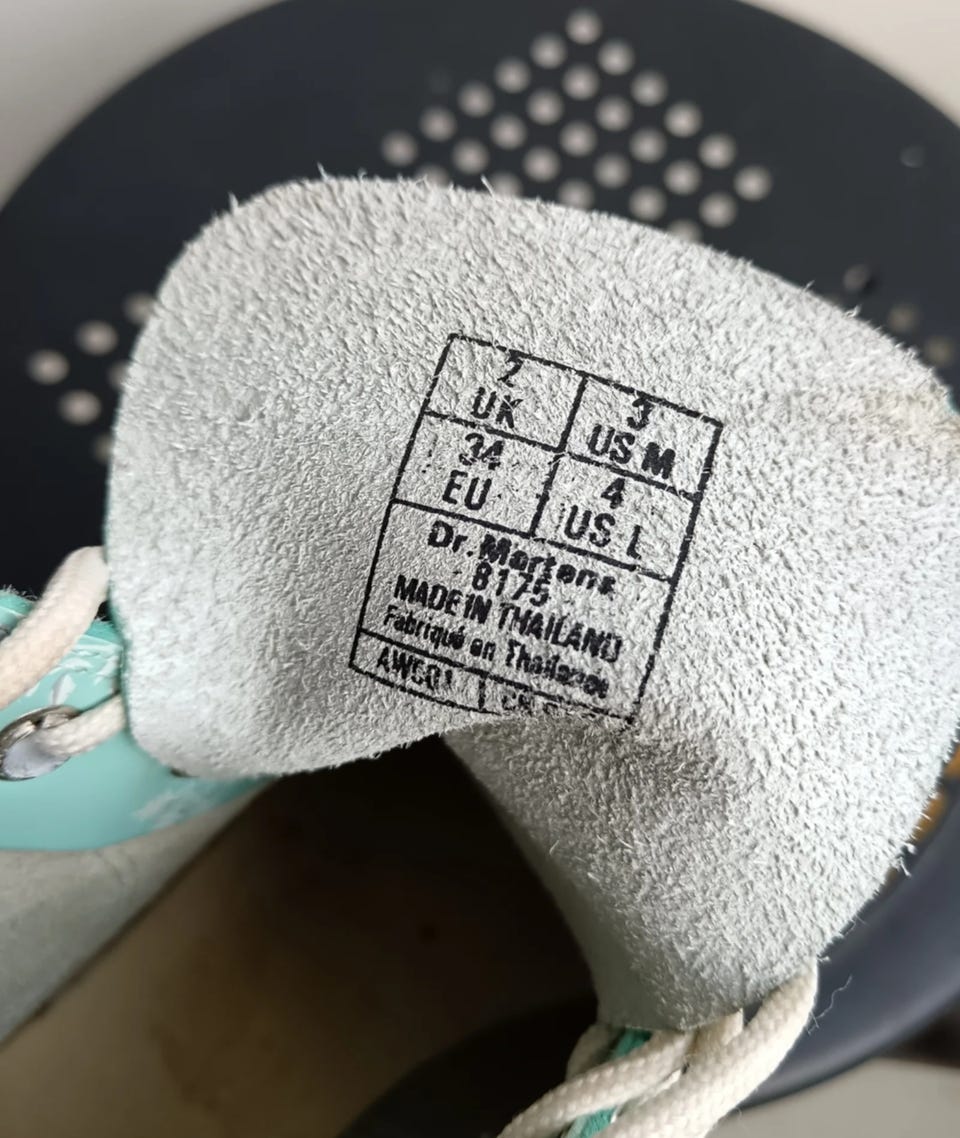 2 UK
3 US M
34 EU
4 US L
Dr. Martens
8175
MADE IN THAILAND
Fabriqué en Thaïlande